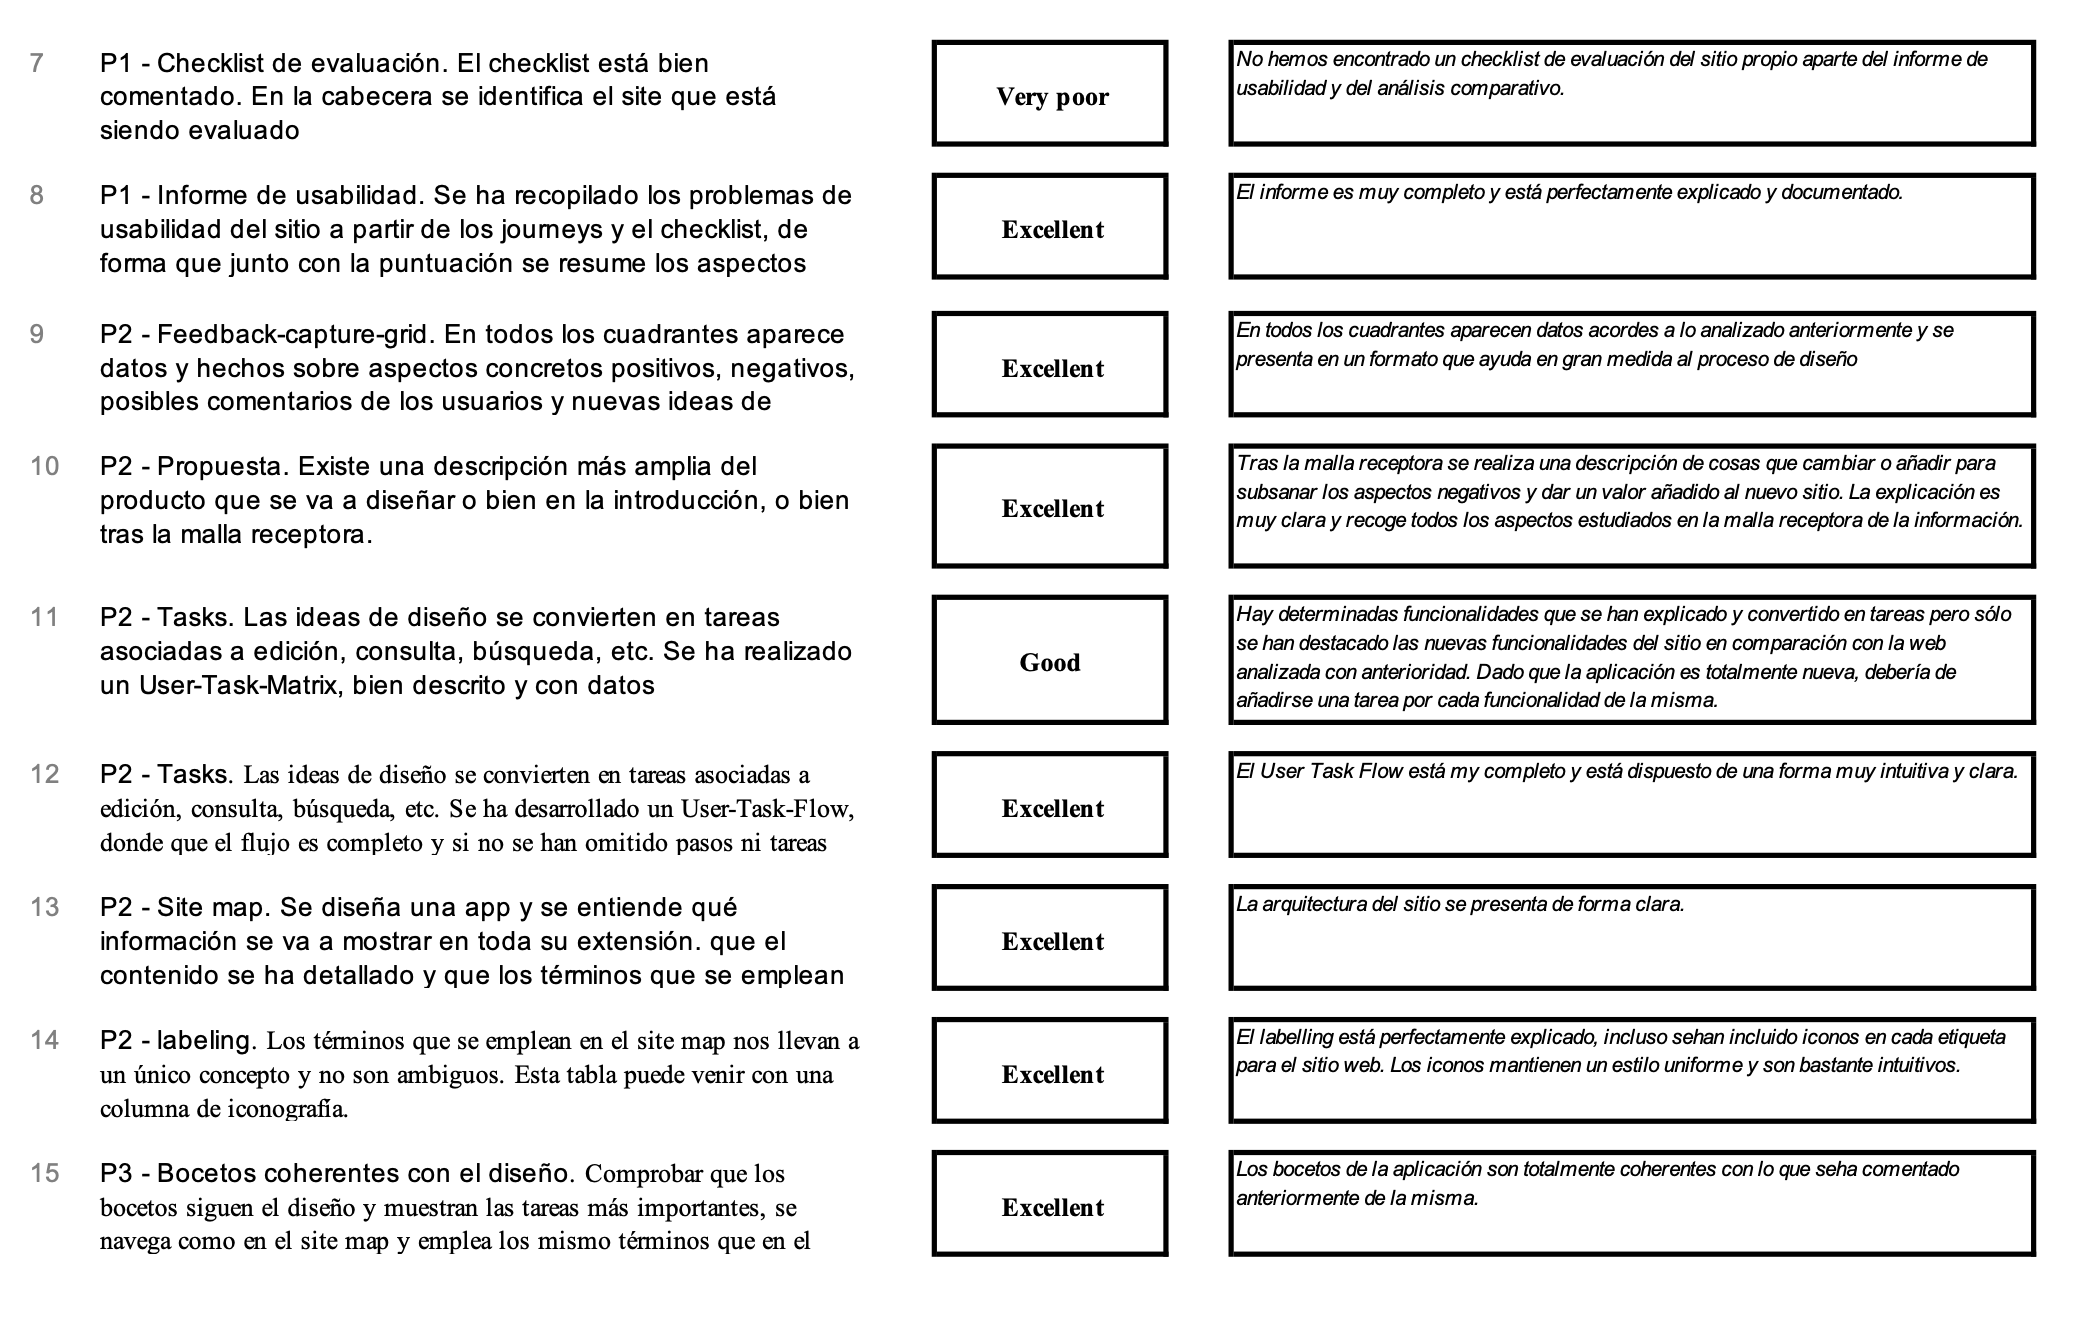 7
P1 - Checklist de evaluación. El checklist está bien
comentado. En la cabecera se identifica el site que está
siendo evaluado
Very poor
No hemos encontrado un checklist de evaluación del sitio propio aparte del informe de
usabilidad y del análisis comparativo.
8
P1 - Informe de usabilidad. Se ha recopilado los problemas de
usabilidad del sitio a partir de los journeys y el checklist, de
forma que junto con la puntuación se resume los aspectos
Excellent
El informe es muy completo y está perfectamente explicado y documentado.
9
P2 - Feedback-capture-grid. En todos los cuadrantes aparece
datos y hechos sobre aspectos concretos positivos, negativos,
posibles comentarios de los usuarios y nuevas ideas de
Excellent
En todos los cuadrantes aparecen datos acordes a lo analizado anteriormente y se
presenta en un formato que ayuda en gran medida al proceso de diseño
10
P2 - Propuesta. Existe una descripción más amplia del
producto que se va a diseñar o bien en la introducción, o bien
tras la malla receptora.
Excellent
Tras la malla receptora se realiza una descripción de cosas que cambiar o añadir para
subsanar los aspectos negativos y dar un valor añadido al nuevo sitio. La explicación es
muy clara y recoge todos los aspectos estudiados en la malla receptora de la información.
11
P2 - Tasks. Las ideas de diseño se convierten en tareas
asociadas a edición, consulta, búsqueda, etc. Se ha realizado
un User-Task-Matrix, bien descrito y con datos
Good
Hay determinadas funcionalidades que se han explicado y convertido en tareas pero sólo
se han destacado las nuevas funcionalidades del sitio en comparación con la web
analizada con anterioridad. Dado que la aplicación es totalmente nueva, debería de
añadirse una tarea por cada funcionalidad de la misma.
12
P2 - Tasks. Las ideas de diseño se convierten en tareas asociadas a
edición, consulta, búsqueda, etc. Se ha desarrollado un User-Task-Flow,
donde que el flujo es completo y si no se han omitido pasos ni tareas
Excellent
El User Task Flow está my completo y está dispuesto de una forma muy intuitiva y clara.
13
P2 - Site map. Se diseña una app y se entiende qué
información se va a mostrar en toda su extensión. que el
contenido se ha detallado y que los términos que se emplean
Excellent
La arquitectura del sitio se presenta de forma clara.
14
P2 - labeling. Los términos que se emplean en el site map nos llevan a
un único concepto y no son ambiguos. Esta tabla puede venir con una
columna de iconografía.
Excellent
El labelling está perfectamente explicado, incluso sehan incluido iconos en cada etiqueta
para el sitio web. Los iconos mantienen un estilo uniforme y son bastante intuitivos.
15
P3 - Bocetos coherentes con el diseño. Comprobar que los
bocetos siguen el diseño y muestran las tareas más importantes, se
navega como en el site map y emplea los mismo términos que en el
Excellent
Los bocetos de la aplicación son totalmente coherentes con lo que seha comentado
anteriormente de la misma.